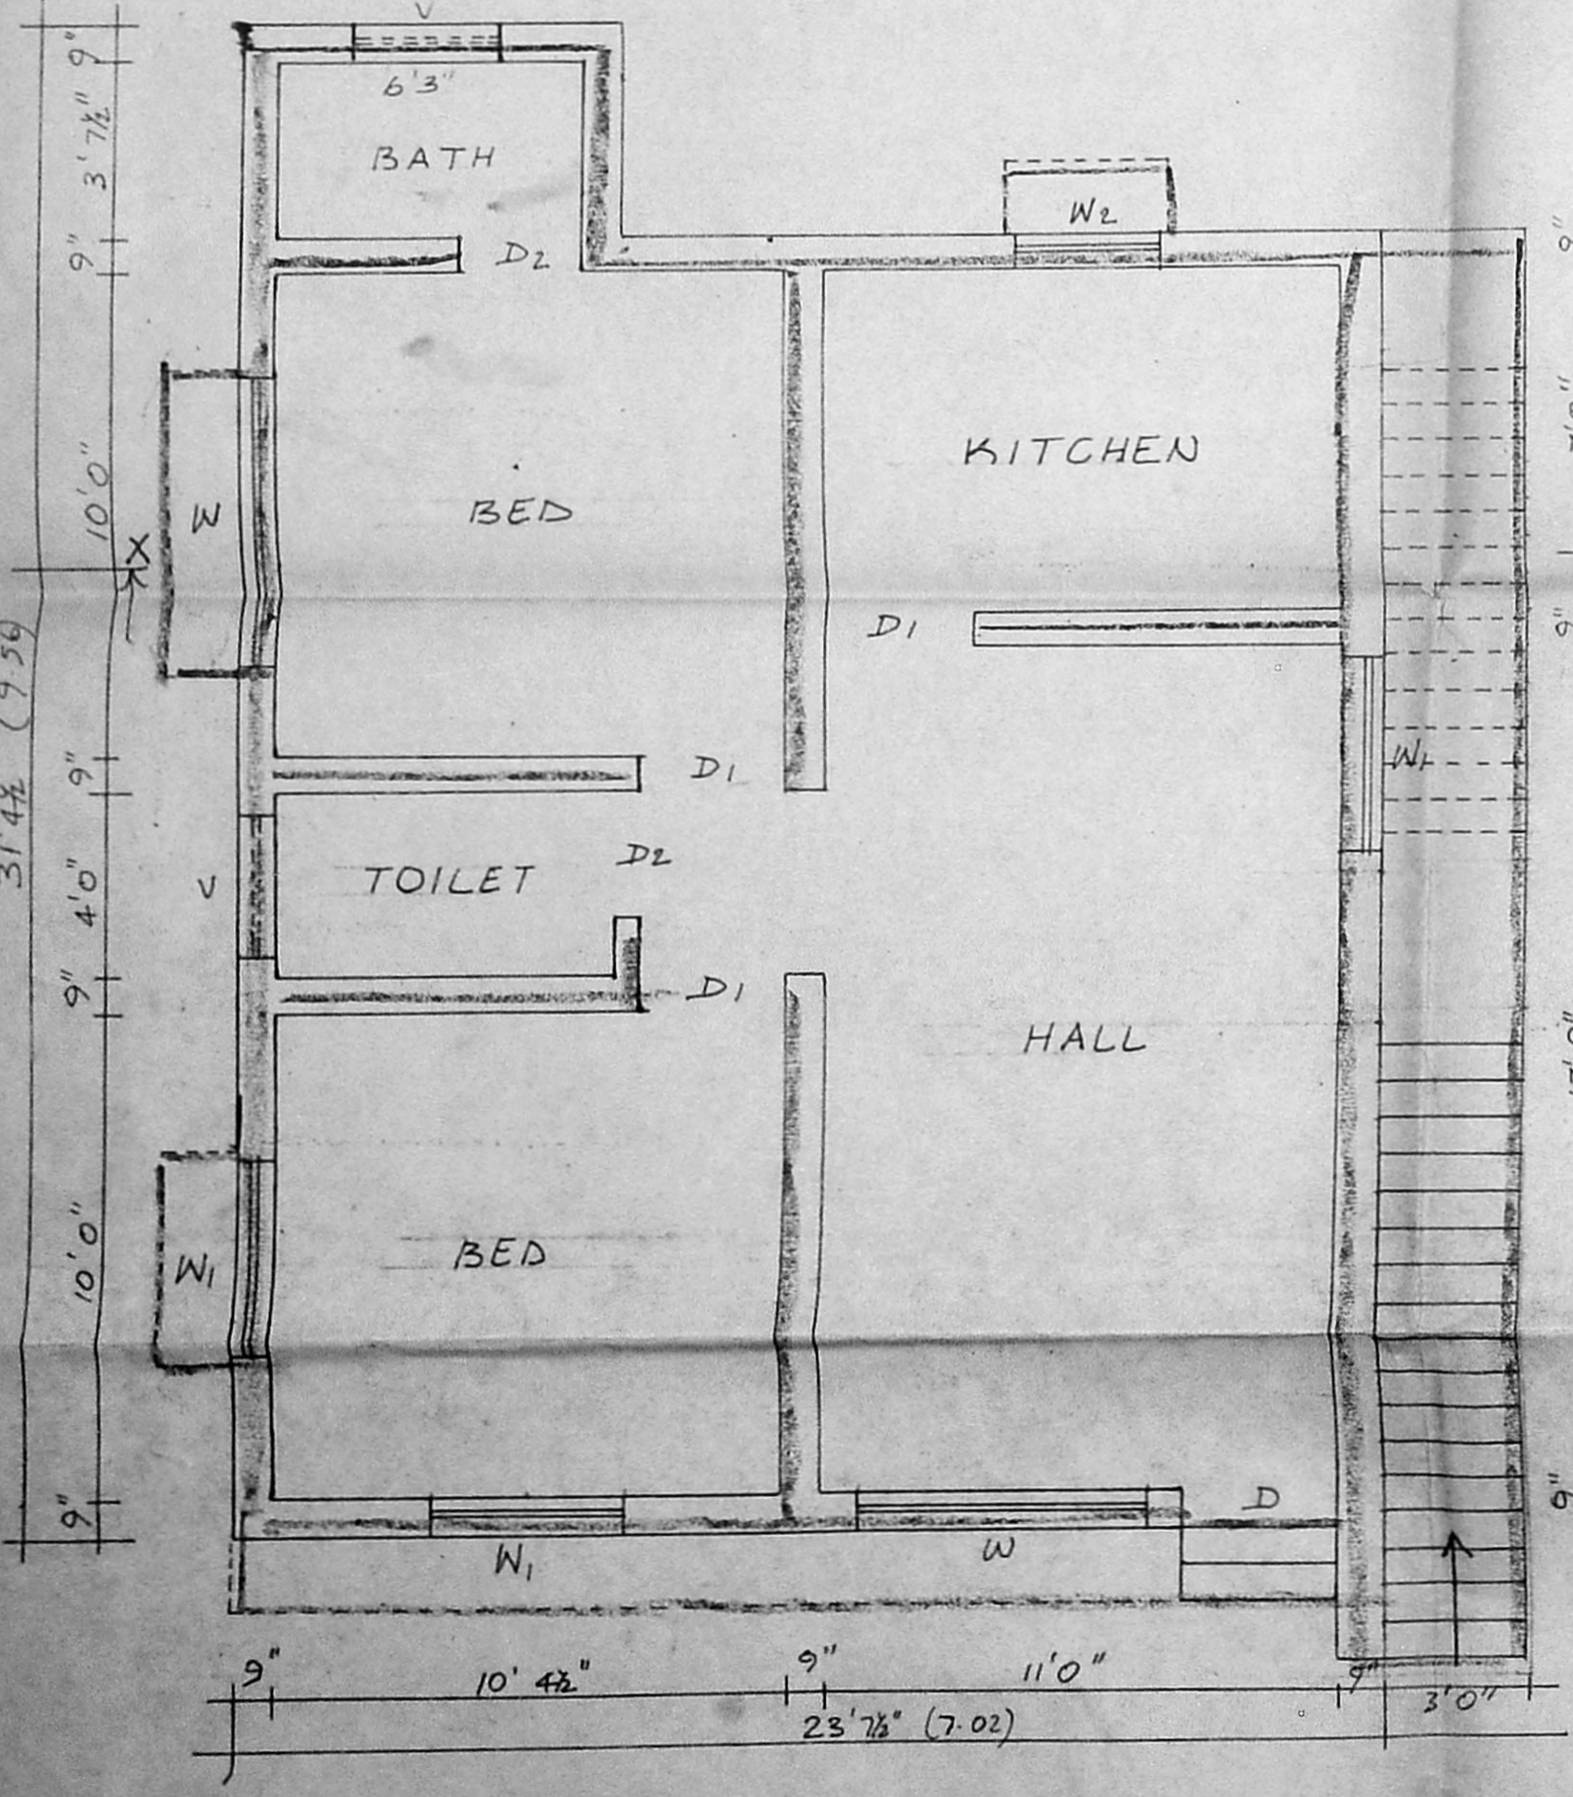 V
9"
6'3"
3' 7½"
BATH
W2
9"
D2
9"
10'0"
KITCHEN
W
BED
X
D1
9"
31'4½ (9.56)
D1
9"
W1
D2
4'0"
V
TOILET
9"
D1
HALL
10'0"
W1
BED
9"
D
9"
W1
W
9"
10' 4½"
9"
11'0"
9"
3'0"
23'7½" (7.02)